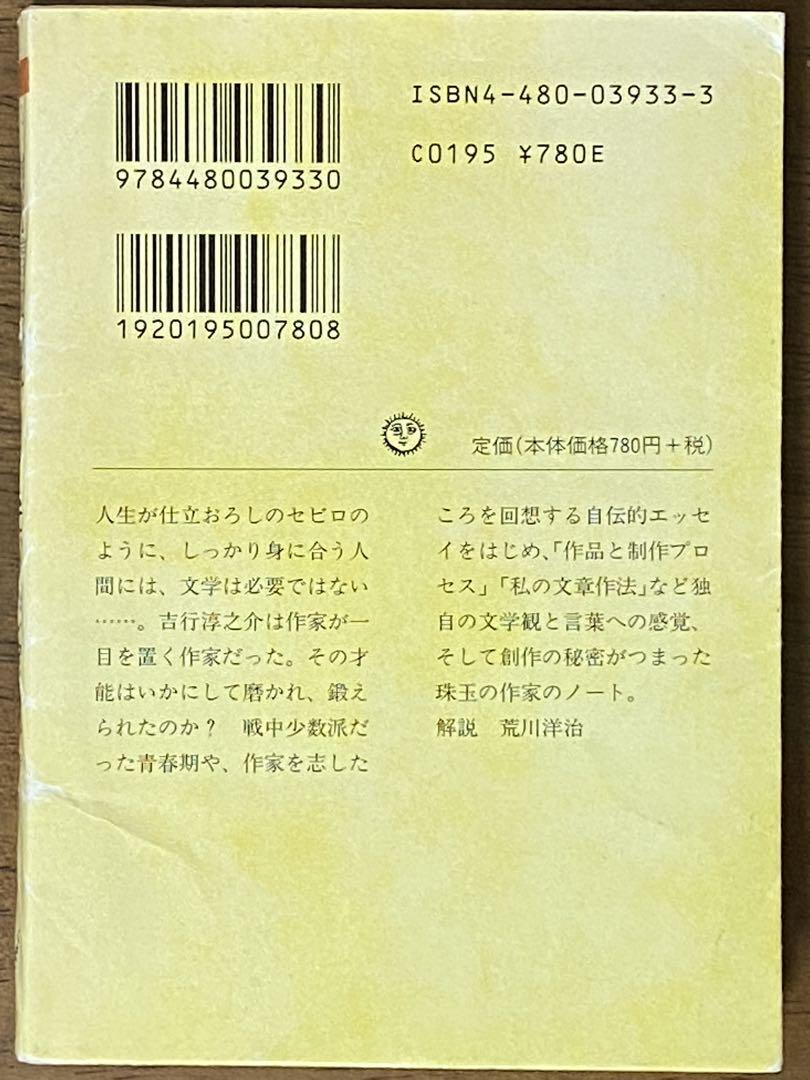 ISBN4-480-03933-3
9784480039330
C0195 ¥780E
1920195007808
定価(本体価格780円+税)
人生が仕立おろしのセビロの
ように、しっかり身に合う人
間には、文学は必要ではない
……。吉行淳之介は作家が一
目を置く作家だった。その才
能はいかにして磨かれ、鍛え
られたのか? 戦中少数派だ
った青春期や、作家を志した
ころを回想する自伝的エッセ
イをはじめ、「作品と制作プロ
セス」「私の文章作法」など独
自の文学観と言葉への感覚、
そして創作の秘密がつまった
珠玉の作家のノート。
解説 荒川洋治